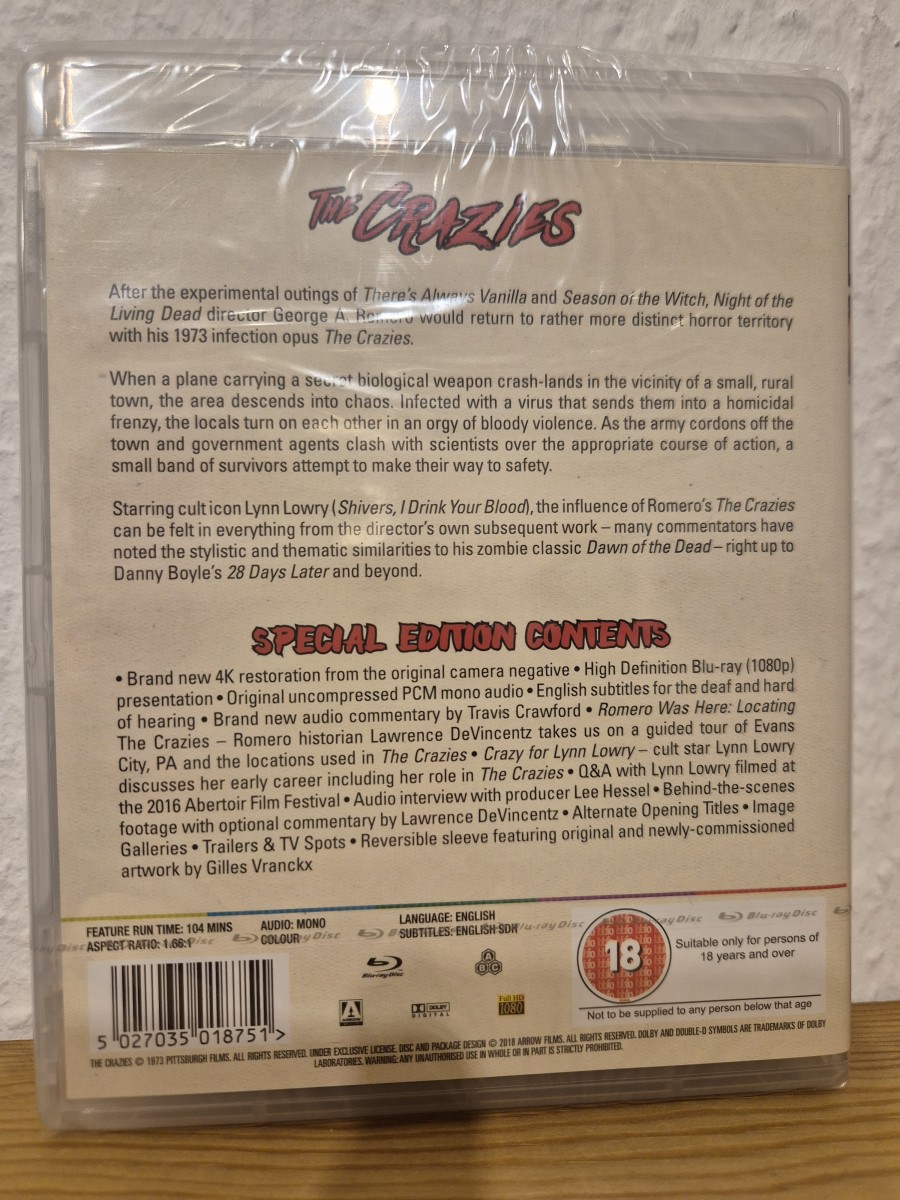 THE CRAZIES
After the experimental outings of There's Always Vanilla and Season of the Witch, Night of the
Living Dead director George A. Romero would return to rather more distinct horror territory
with his 1973 infection opus The Crazies.
When a plane carrying a secret biological weapon crash-lands in the vicinity of a small, rural
town, the area descends into chaos. Infected with a virus that sends them into a homicidal
frenzy, the locals turn on each other in an orgy of bloody violence. As the army cordons off the
town and government agents clash with scientists over the appropriate course of action, a
small band of survivors attempt to make their way to safety.
Starring cult icon Lynn Lowry (Shivers, I Drink Your Blood), the influence of Romero's The Crazies
can be felt in everything from the director's own subsequent work – many commentators have
noted the stylistic and thematic similarities to his zombie classic Dawn of the Dead – right up to
Danny Boyle's 28 Days Later and beyond.
SPECIAL EDITION CONTENTS
• Brand new 4K restoration from the original camera negative • High Definition Blu-ray (1080p)
presentation • Original uncompressed PCM mono audio • English subtitles for the deaf and hard
of hearing • Brand new audio commentary by Travis Crawford • Romero Was Here: Locating
The Crazies – Romero historian Lawrence DeVincentz takes us on a guided tour of Evans
City, PA and the locations used in The Crazies • Crazy for Lynn Lowry – cult star Lynn Lowry
discusses her early career including her role in The Crazies • Q&A with Lynn Lowry filmed at
the 2016 Abertoir Film Festival • Audio interview with producer Lee Hessel • Behind-the-scenes
footage with optional commentary by Lawrence DeVincentz • Alternate Opening Titles • Image
Galleries • Trailers & TV Spots • Reversible sleeve featuring original and newly-commissioned
artwork by Gilles Vranckx
FEATURE RUN TIME: 104 MINS AUDIO: MONO LANGUAGE: ENGLISH
ASPECT RATIO: 1.66:1 COLOUR SUBTITLES: ENGLISH SDH
Blu-ray Disc
Blu-ray Disc
A B C
18
Suitable only for persons of
18 years and over
Not to be supplied to any person below that age
ARROW
DOLBY
DIGITAL
Full HD
1080
5 027035 018751 >
THE CRAZIES © 1973 PITTSBURGH FILMS. ALL RIGHTS RESERVED. UNDER EXCLUSIVE LICENSE. DISC AND PACKAGE DESIGN © 2018 ARROW FILMS. ALL RIGHTS RESERVED. DOLBY AND DOUBLE-D SYMBOLS ARE TRADEMARKS OF DOLBY
LABORATORIES. WARNING: ANY UNAUTHORISED USE IN WHOLE OR IN PART IS STRICTLY PROHIBITED.